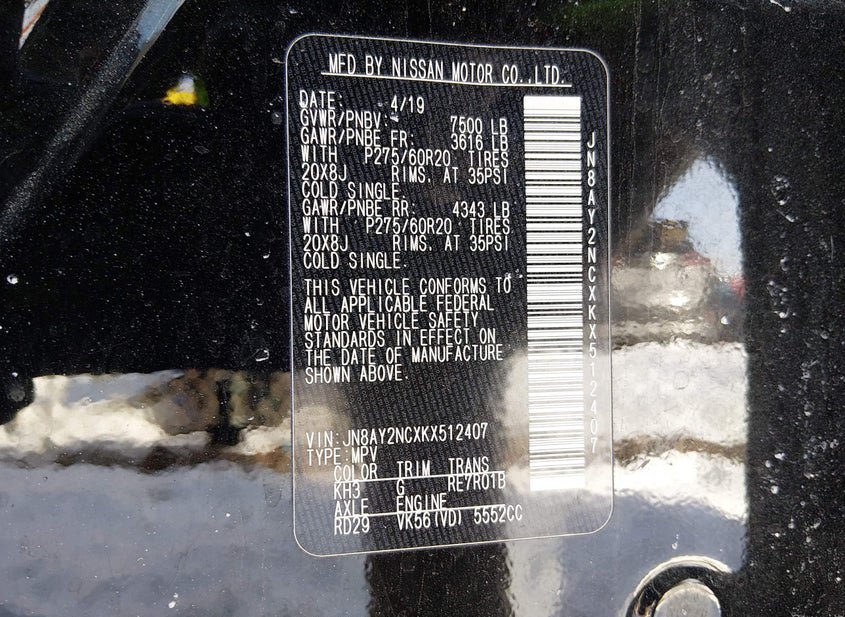 MFD BY NISSAN MOTOR CO.,LTD.
DATE: 4/19
GVWR/PNBV: 7500 LB
GAWR/PNBE FR: 3616 LB
WITH P275/60R20 TIRES
20X8J RIMS, AT 35PSI
COLD SINGLE.
GAWR/PNBE RR: 4343 LB
WITH P275/60R20 TIRES
20X8J RIMS, AT 35PSI
COLD SINGLE.
THIS VEHICLE CONFORMS TO
ALL APPLICABLE FEDERAL
MOTOR VEHICLE SAFETY
STANDARDS IN EFFECT ON
THE DATE OF MANUFACTURE
SHOWN ABOVE.
VIN:JN8AY2NCXKX512407
TYPE:MPV
COLOR TRIM TRANS
KH3 G RE7R01B
AXLE ENGINE
RD29 VK56(VD) 5552CC
JN8AY2NCXKX512407